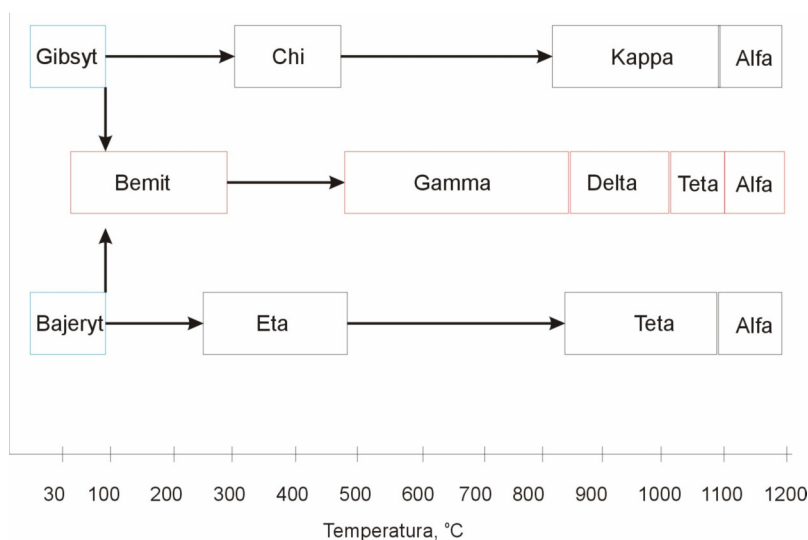 Gibsyt Chi Kappa Alfa
Bemit Gamma Delta Teta Alfa
Bajeryt Eta Teta Alfa
30 100 200 300 400 500 600 700 800 900 1000 1100 1200
Temperatura, °C